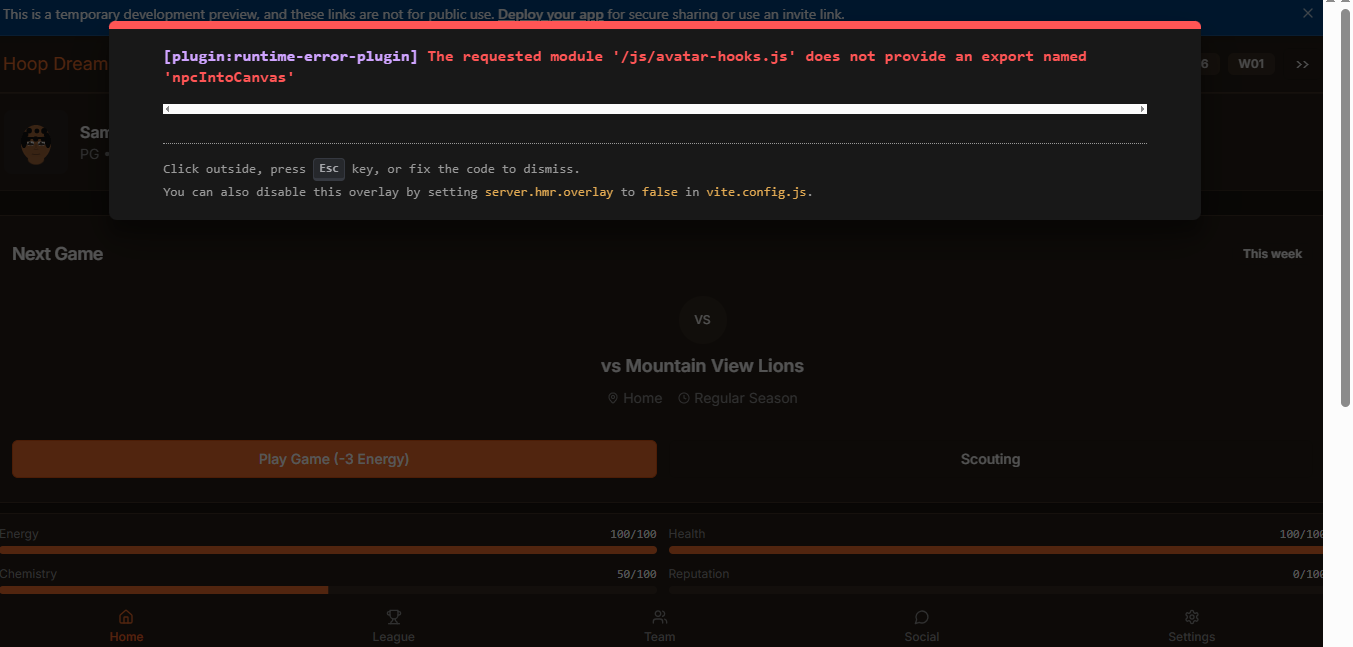 This is a temporary development preview, and these links are not for public use. Deploy your app for secure sharing or use an invite link.
[plugin:runtime-error-plugin] The requested module '/js/avatar-hooks.js' does not provide an export named
'npcIntoCanvas'
Click outside, press Esc key, or fix the code to dismiss.
You can also disable this overlay by setting server.hmr.overlay to false in vite.config.js.
Hoop Dream
6
W01
>>
Sam
PG •
Next Game
This week
VS
vs Mountain View Lions
Home
Regular Season
Play Game (-3 Energy)
Scouting
Energy
100/100
Health
100/100
Chemistry
50/100
Reputation
0/100
Home
League
Team
Social
Settings